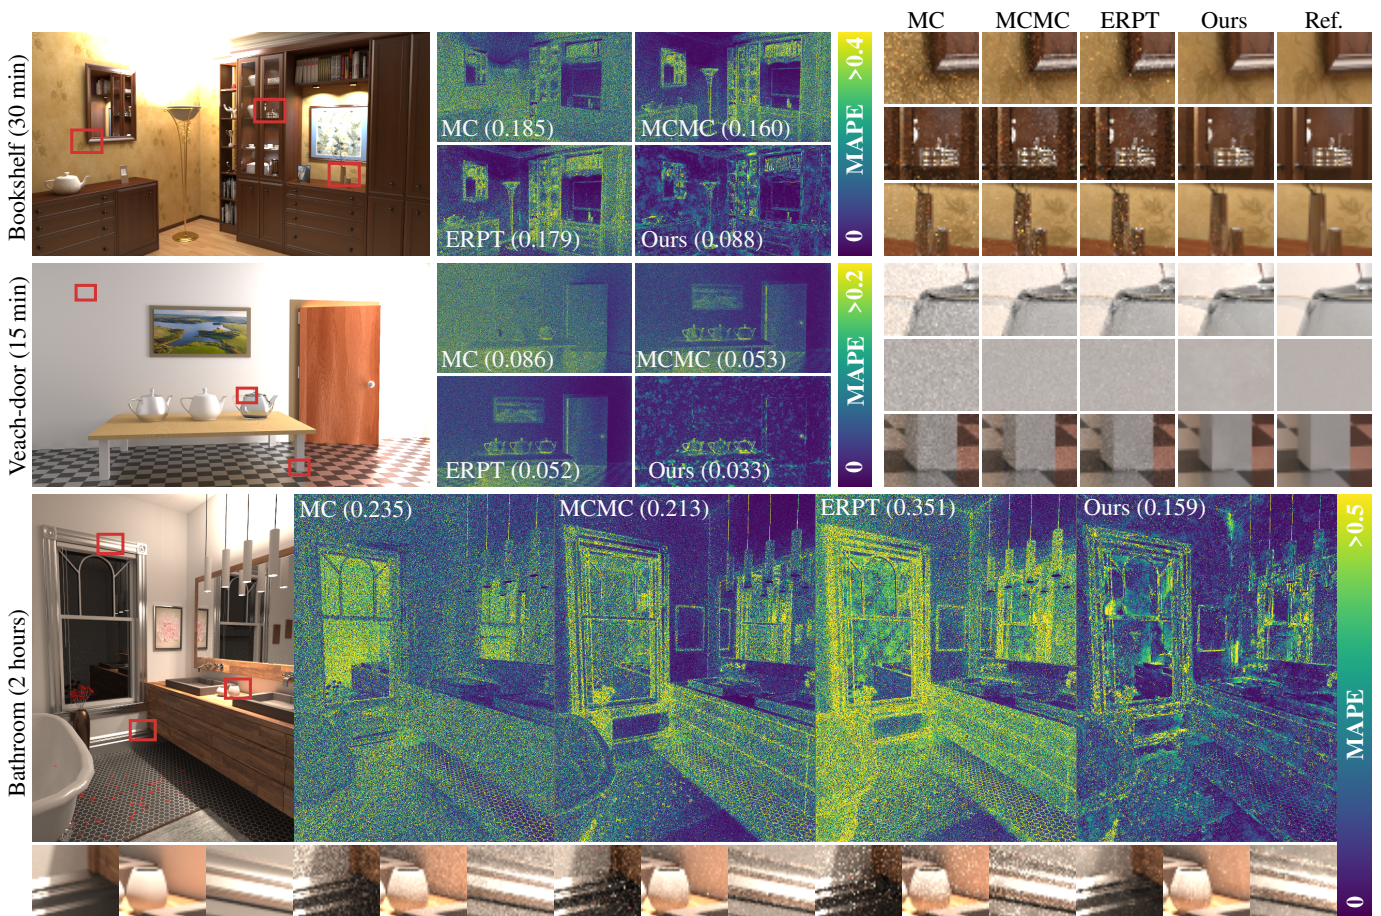 MC MCMC ERPT Ours Ref.
Bookshelf (30 min)
MC (0.185)
MCMC (0.160)
ERPT (0.179)
Ours (0.088)
0 MAPE >0.4
Veach-door (15 min)
MC (0.086)
MCMC (0.053)
ERPT (0.052)
Ours (0.033)
0 MAPE >0.2
Bathroom (2 hours)
MC (0.235)
MCMC (0.213)
ERPT (0.351)
Ours (0.159)
0 MAPE >0.5